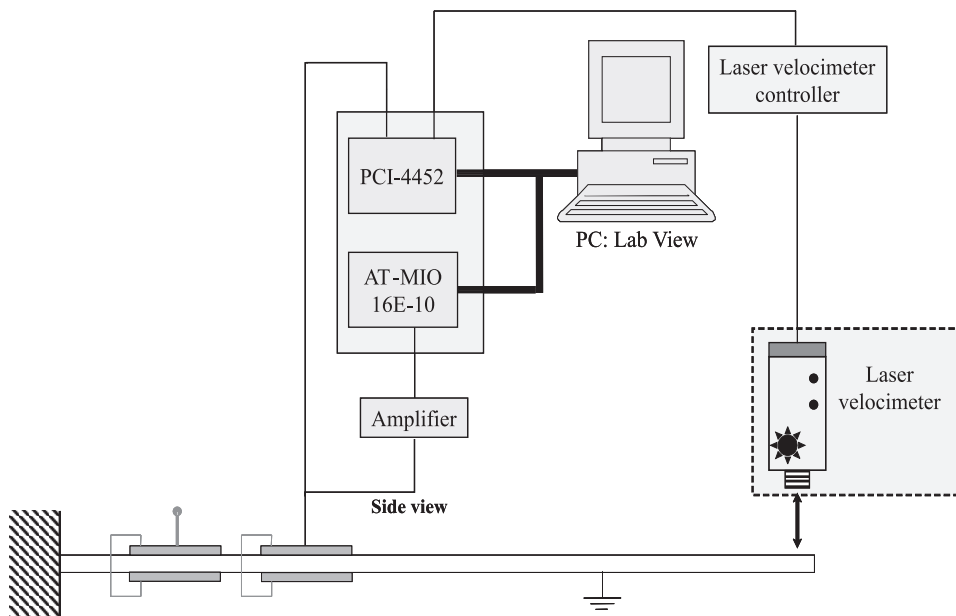 Laser velocimeter
controller
PCI-4452
PC: Lab View
AT-MIO
16E-10
Laser
velocimeter
Amplifier
Side view